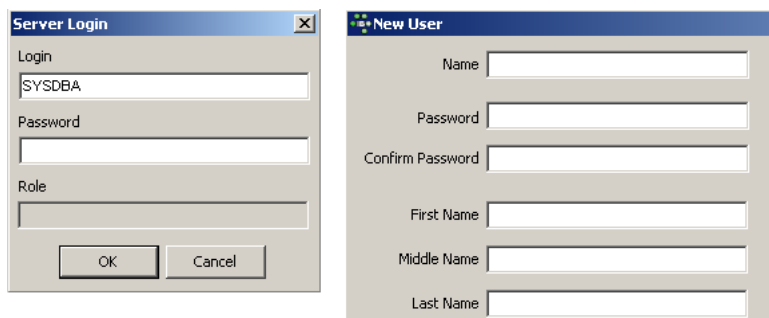 Server Login
Login
SYSDBA
Password
Role
OK Cancel
New User
Name
Password
Confirm Password
First Name
Middle Name
Last Name